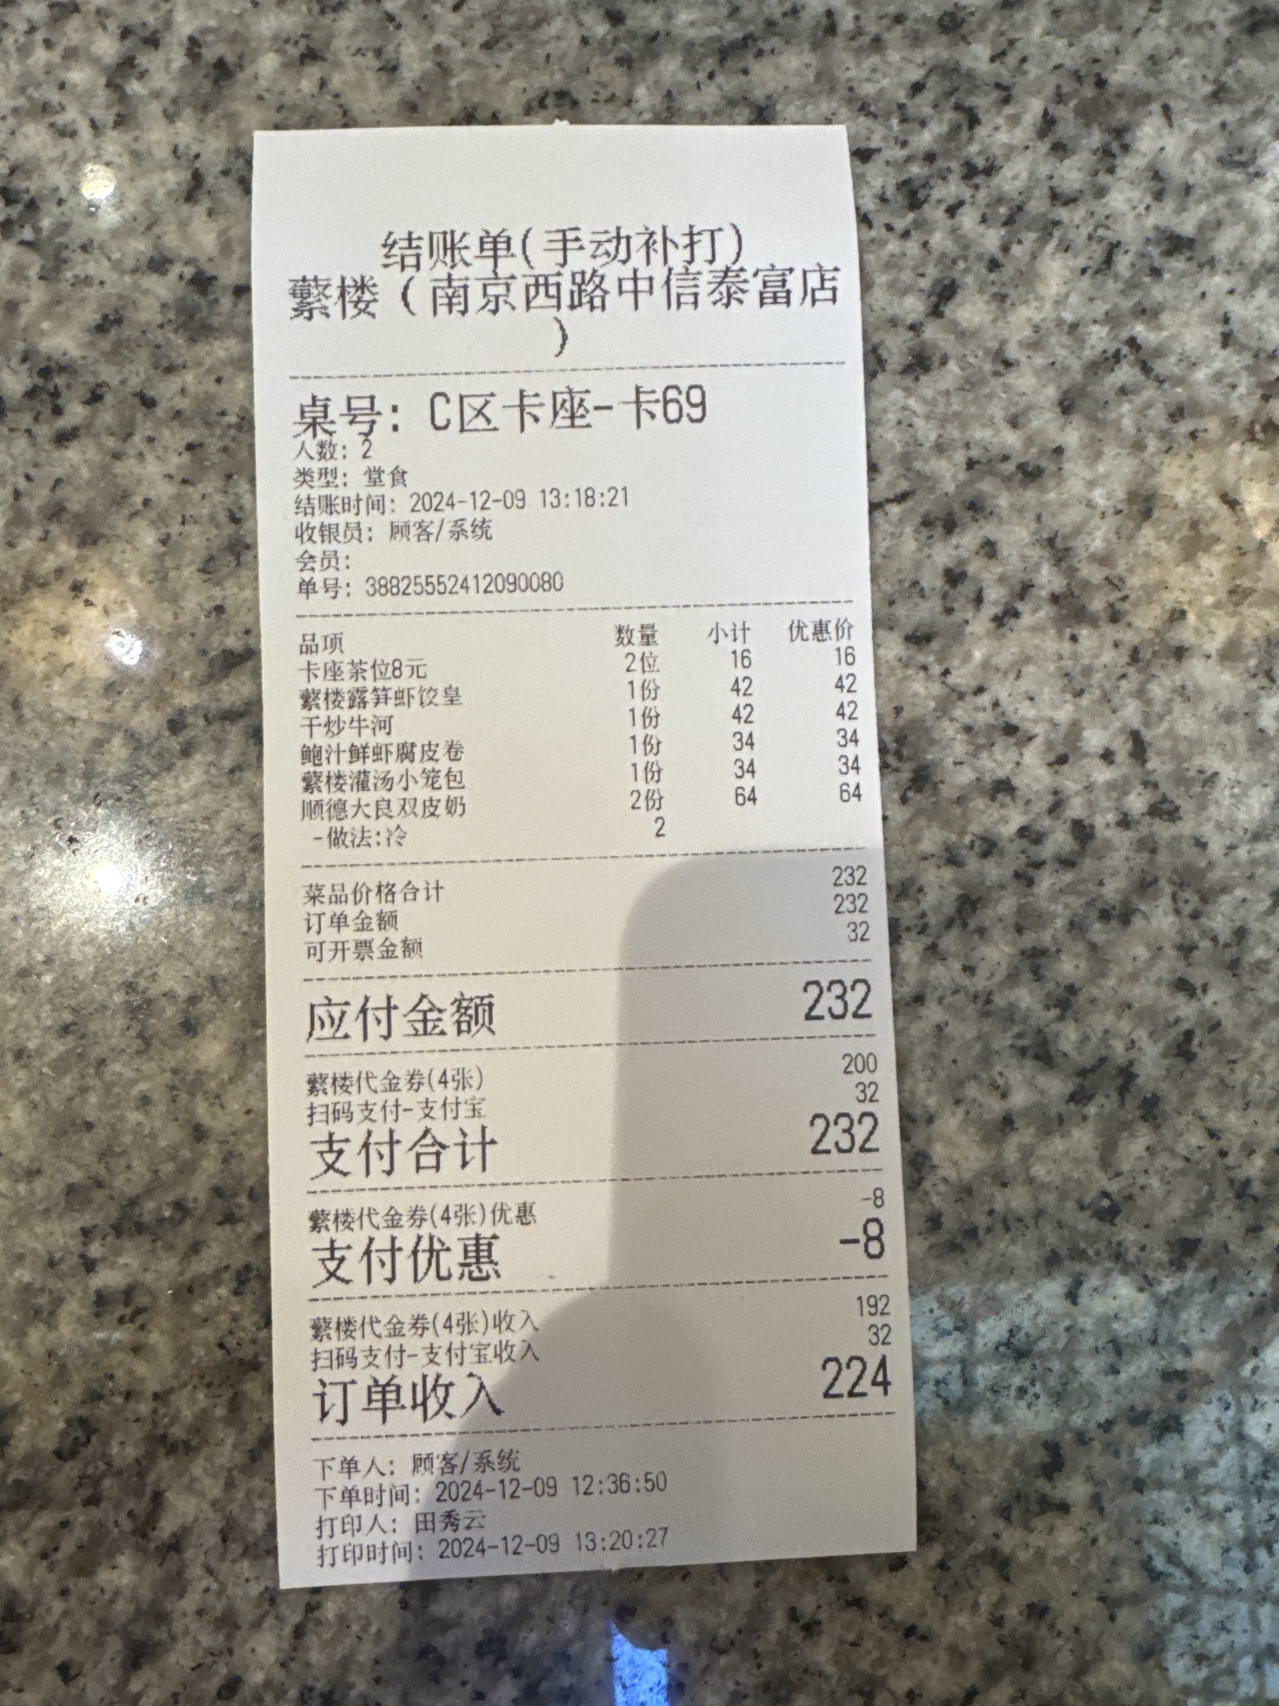 结账单(手动补打)
蘩楼（南京西路中信泰富店
）
桌号: C区卡座-卡69
人数: 2
类型: 堂食
结账时间: 2024-12-09 13:18:21
收银员: 顾客/系统
会员:
单号: 38825552412090080
品项 数量 小计 优惠价
卡座茶位8元 2位 16 16
蘩楼露笋虾饺皇 1份 42 42
干炒牛河 1份 42 42
鲍汁鲜虾腐皮卷 1份 34 34
蘩楼灌汤小笼包 1份 34 34
顺德大良双皮奶 2份 64 64
-做法:冷 2
菜品价格合计 232
订单金额 232
可开票金额 32
应付金额 232
蘩楼代金券(4张) 200
扫码支付-支付宝 32
支付合计 232
蘩楼代金券(4张)优惠 -8
支付优惠 -8
蘩楼代金券(4张)收入 192
扫码支付-支付宝收入 32
订单收入 224
下单人: 顾客/系统
下单时间: 2024-12-09 12:36:50
打印人: 田秀云
打印时间: 2024-12-09 13:20:27